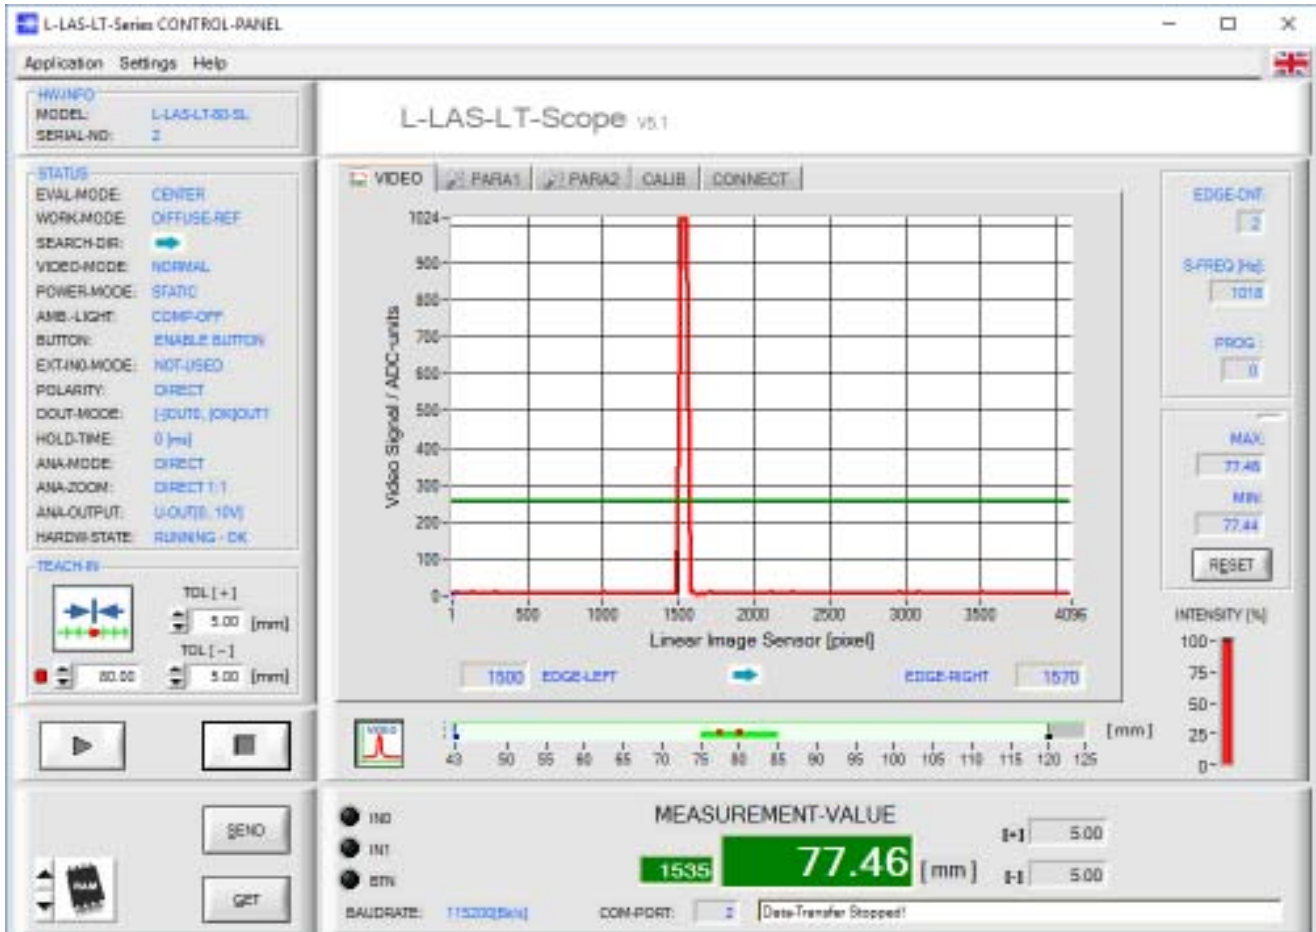 L-LAS-LT-Series CONTROL-PANEL
Application Settings Help
HW-INFO
MODEL: L-LAS-LT-80-SL
SERIAL-NO: 2
L-LAS-LT-Scope V5.1
STATUS
EVAL-MODE: CENTER
WORK-MODE: DIFFUSE-REF
SEARCH-DIR:
VIDEO-MODE: NORMAL
POWER-MODE: STATIC
AMB.-LIGHT: COMP-OFF
BUTTON: ENABLE BUTTON
EXT-IN0-MODE: NOT-USED
POLARITY: DIRECT
DOUT-MODE: [-]OUT0, [OK]OUT1
HOLD-TIME: 0 [ms]
ANA-MODE: DIRECT
ANA-ZOOM: DIRECT 1:1
ANA-OUTPUT: U-OUT[0.. 10V]
HARDW-STATE: RUNNING - OK
TEACH-IN
TOL [ + ]
5.00 [mm]
TOL [ - ]
80.00 5.00 [mm]
VIDEO PARA1 PARA2 CALIB CONNECT
Video Signal / ADC-units
1024
900
800
700
600
500
400
300
200
100
0
1 500 1000 1500 2000 2500 3000 3500 4096
Linear Image Sensor [pixel]
1500 EDGE-LEFT EDGE-RIGHT 1570
EDGE-CNT:
2
S-FREQ [Hz]:
1018
PROG :
0
MAX:
77.46
MIN:
77.44
RESET
INTENSITY [%]
100
75
50
25
0
VIDEO
[mm]
43 50 55 60 65 70 75 80 85 90 95 100 105 110 115 120 125
SEND
RAM
GET
IN0
IN1
BTN
MEASUREMENT-VALUE
1535 77.46 [mm]
[+] 5.00
[-] 5.00
BAUDRATE: 115200[Bk/s] COM-PORT: 2 Data-Transfer Stopped!